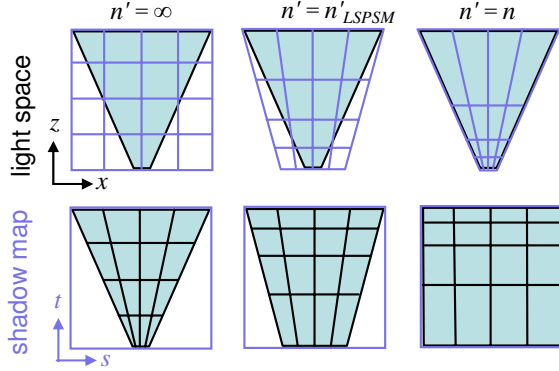 n′ = ∞
n′ = n′LSPSM
n′ = n
light space
z
x
shadow map
t
s